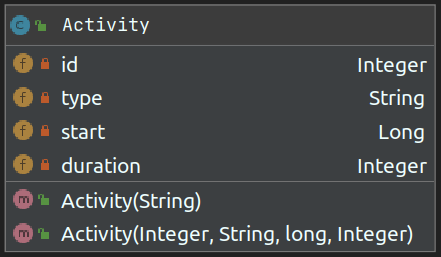 Activity
id Integer
type String
start Long
duration Integer
Activity(String)
Activity(Integer, String, long, Integer)